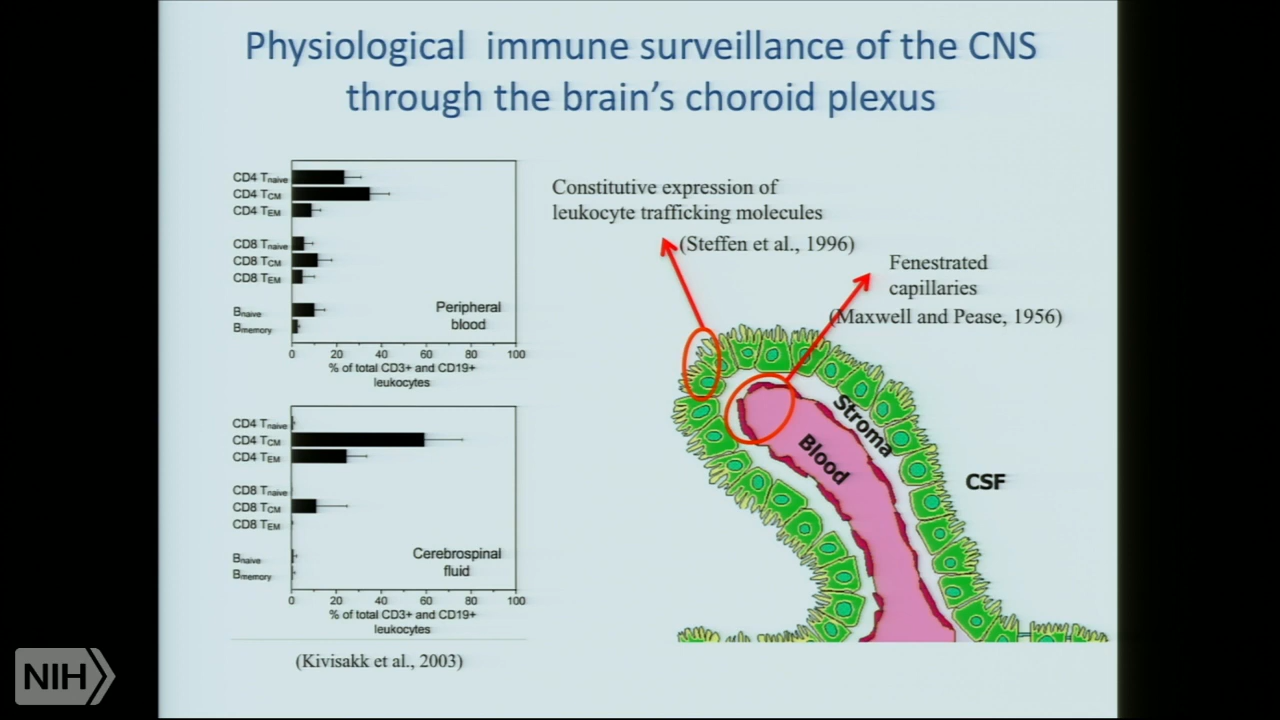 Physiological immune surveillance of the CNS
through the brain's choroid plexus
CD4 Tnaive
CD4 TCM
CD4 TEM
CD8 Tnaive
CD8 TCM
CD8 TEM
Bnaive
Bmemory
Peripheral
blood
0 20 40 60 80 100
% of total CD3+ and CD19+
leukocytes
CD4 Tnaive
CD4 TCM
CD4 TEM
CD8 Tnaive
CD8 TCM
CD8 TEM
Bnaive
Bmemory
Cerebrospinal
fluid
0 20 40 60 80 100
% of total CD3+ and CD19+
leukocytes
(Kivisakk et al., 2003)
Constitutive expression of
leukocyte trafficking molecules
(Steffen et al., 1996)
Fenestrated
capillaries
(Maxwell and Pease, 1956)
Stroma
Blood
CSF
NIH